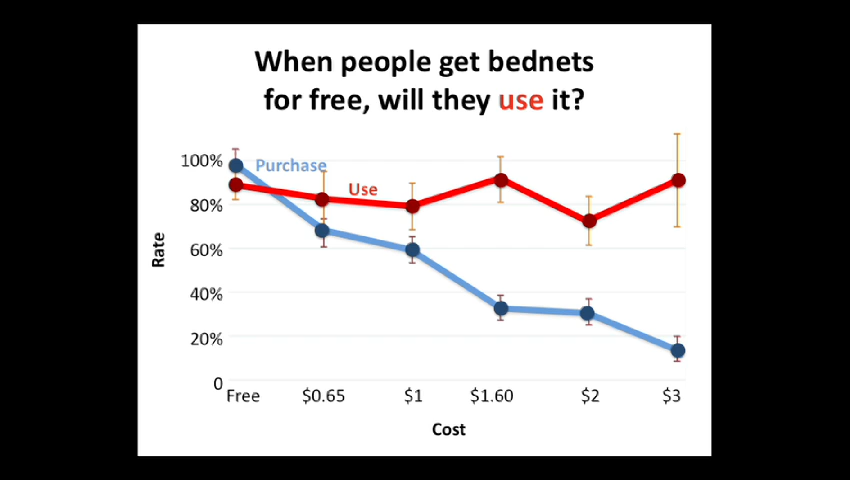 When people get bednets
for free, will they use it?
Purchase
Use
100%
80%
60%
40%
20%
0
Rate
Free $0.65 $1 $1.60 $2 $3
Cost